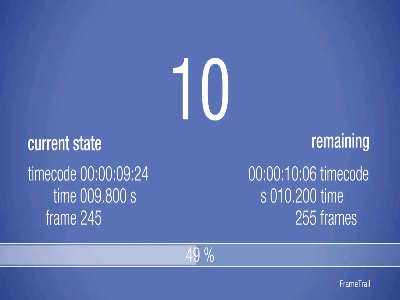 10
current state
timecode 00:00:09:24
time 009.800 s
frame 245
remaining
00:00:10:06 timecode
s 010.200 time
255 frames
49 %
FrameTrail